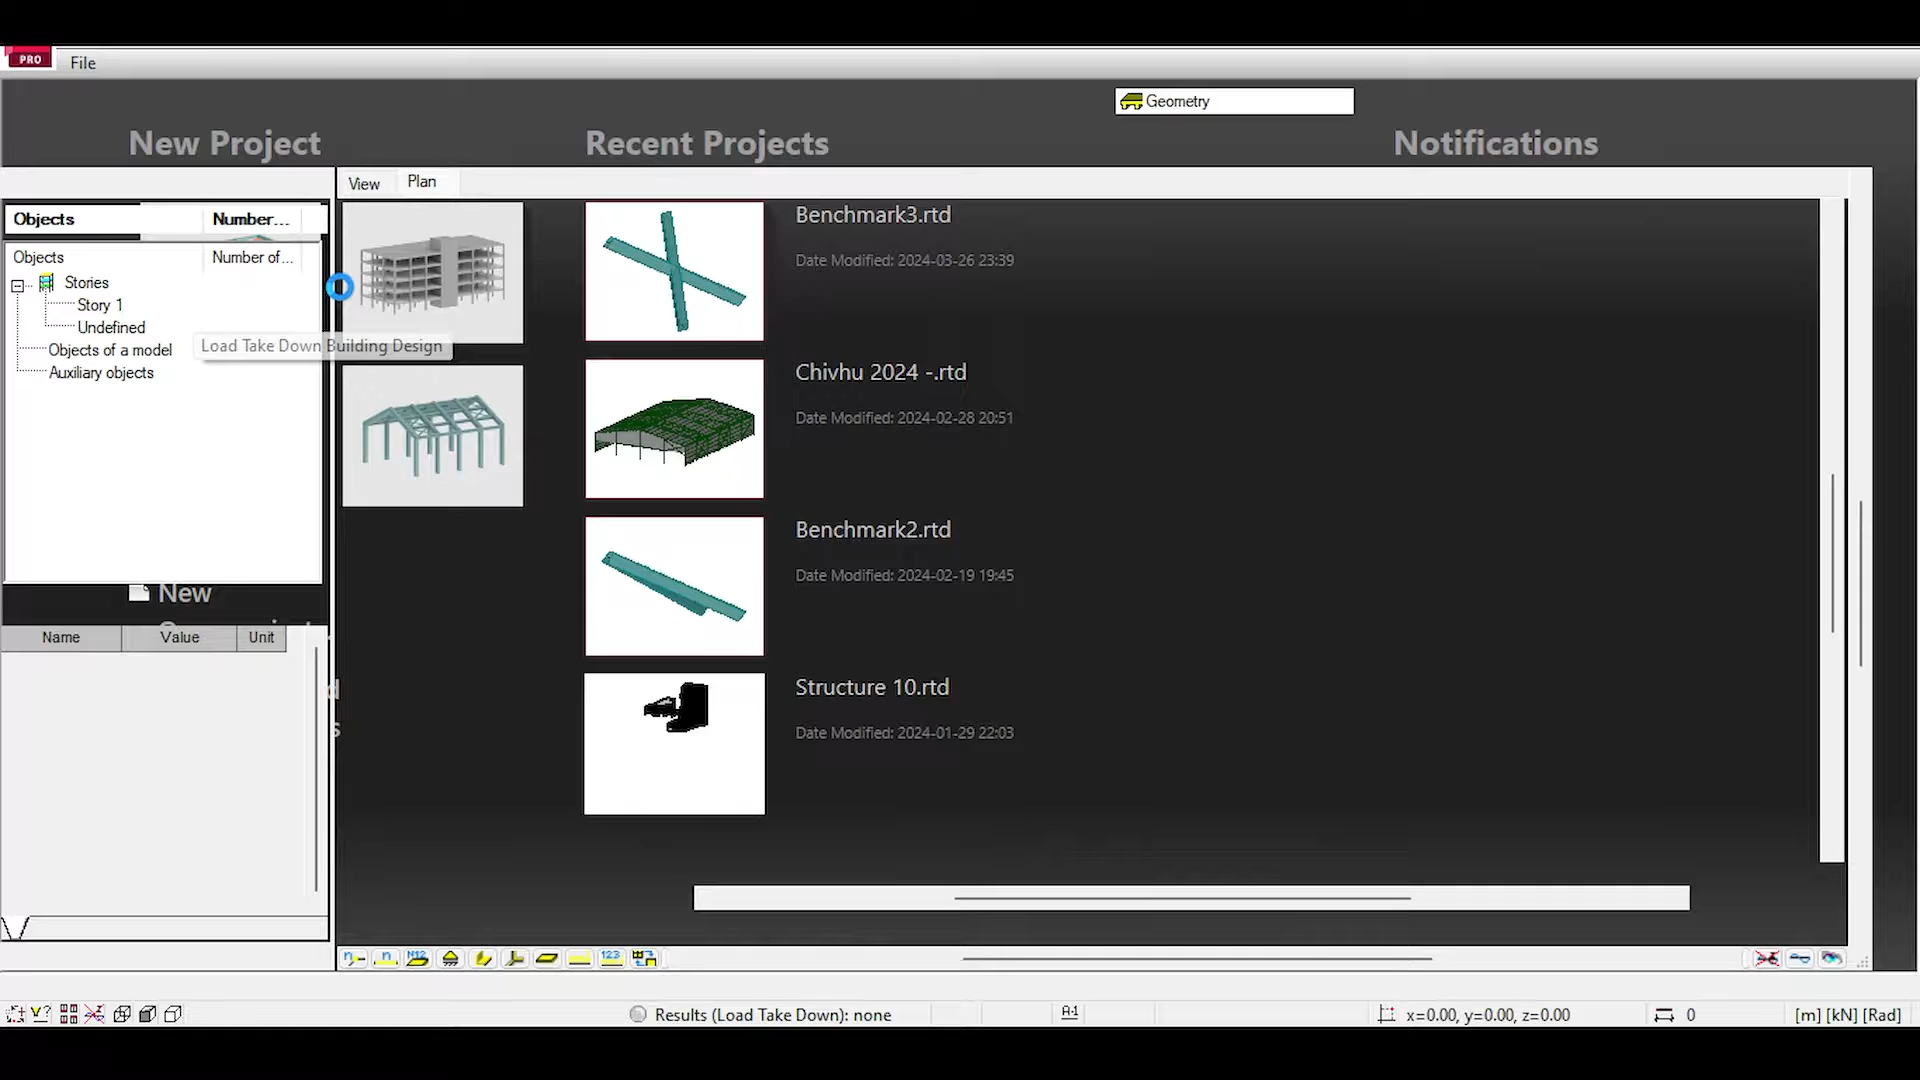 PRO File
Geometry
New Project Recent Projects Notifications
View Plan
Objects Number...
Objects Number of...
Stories
Story 1
Undefined
Objects of a model
Auxiliary objects
Load Take Down Building Design
Benchmark3.rtd
Date Modified: 2024-03-26 23:39
Chivhu 2024 -.rtd
Date Modified: 2024-02-28 20:51
Benchmark2.rtd
Date Modified: 2024-02-19 19:45
Structure 10.rtd
Date Modified: 2024-01-29 22:03
New
Name Value Unit
d
s
Results (Load Take Down): none
x=0.00, y=0.00, z=0.00
0
[m] [kN] [Rad]